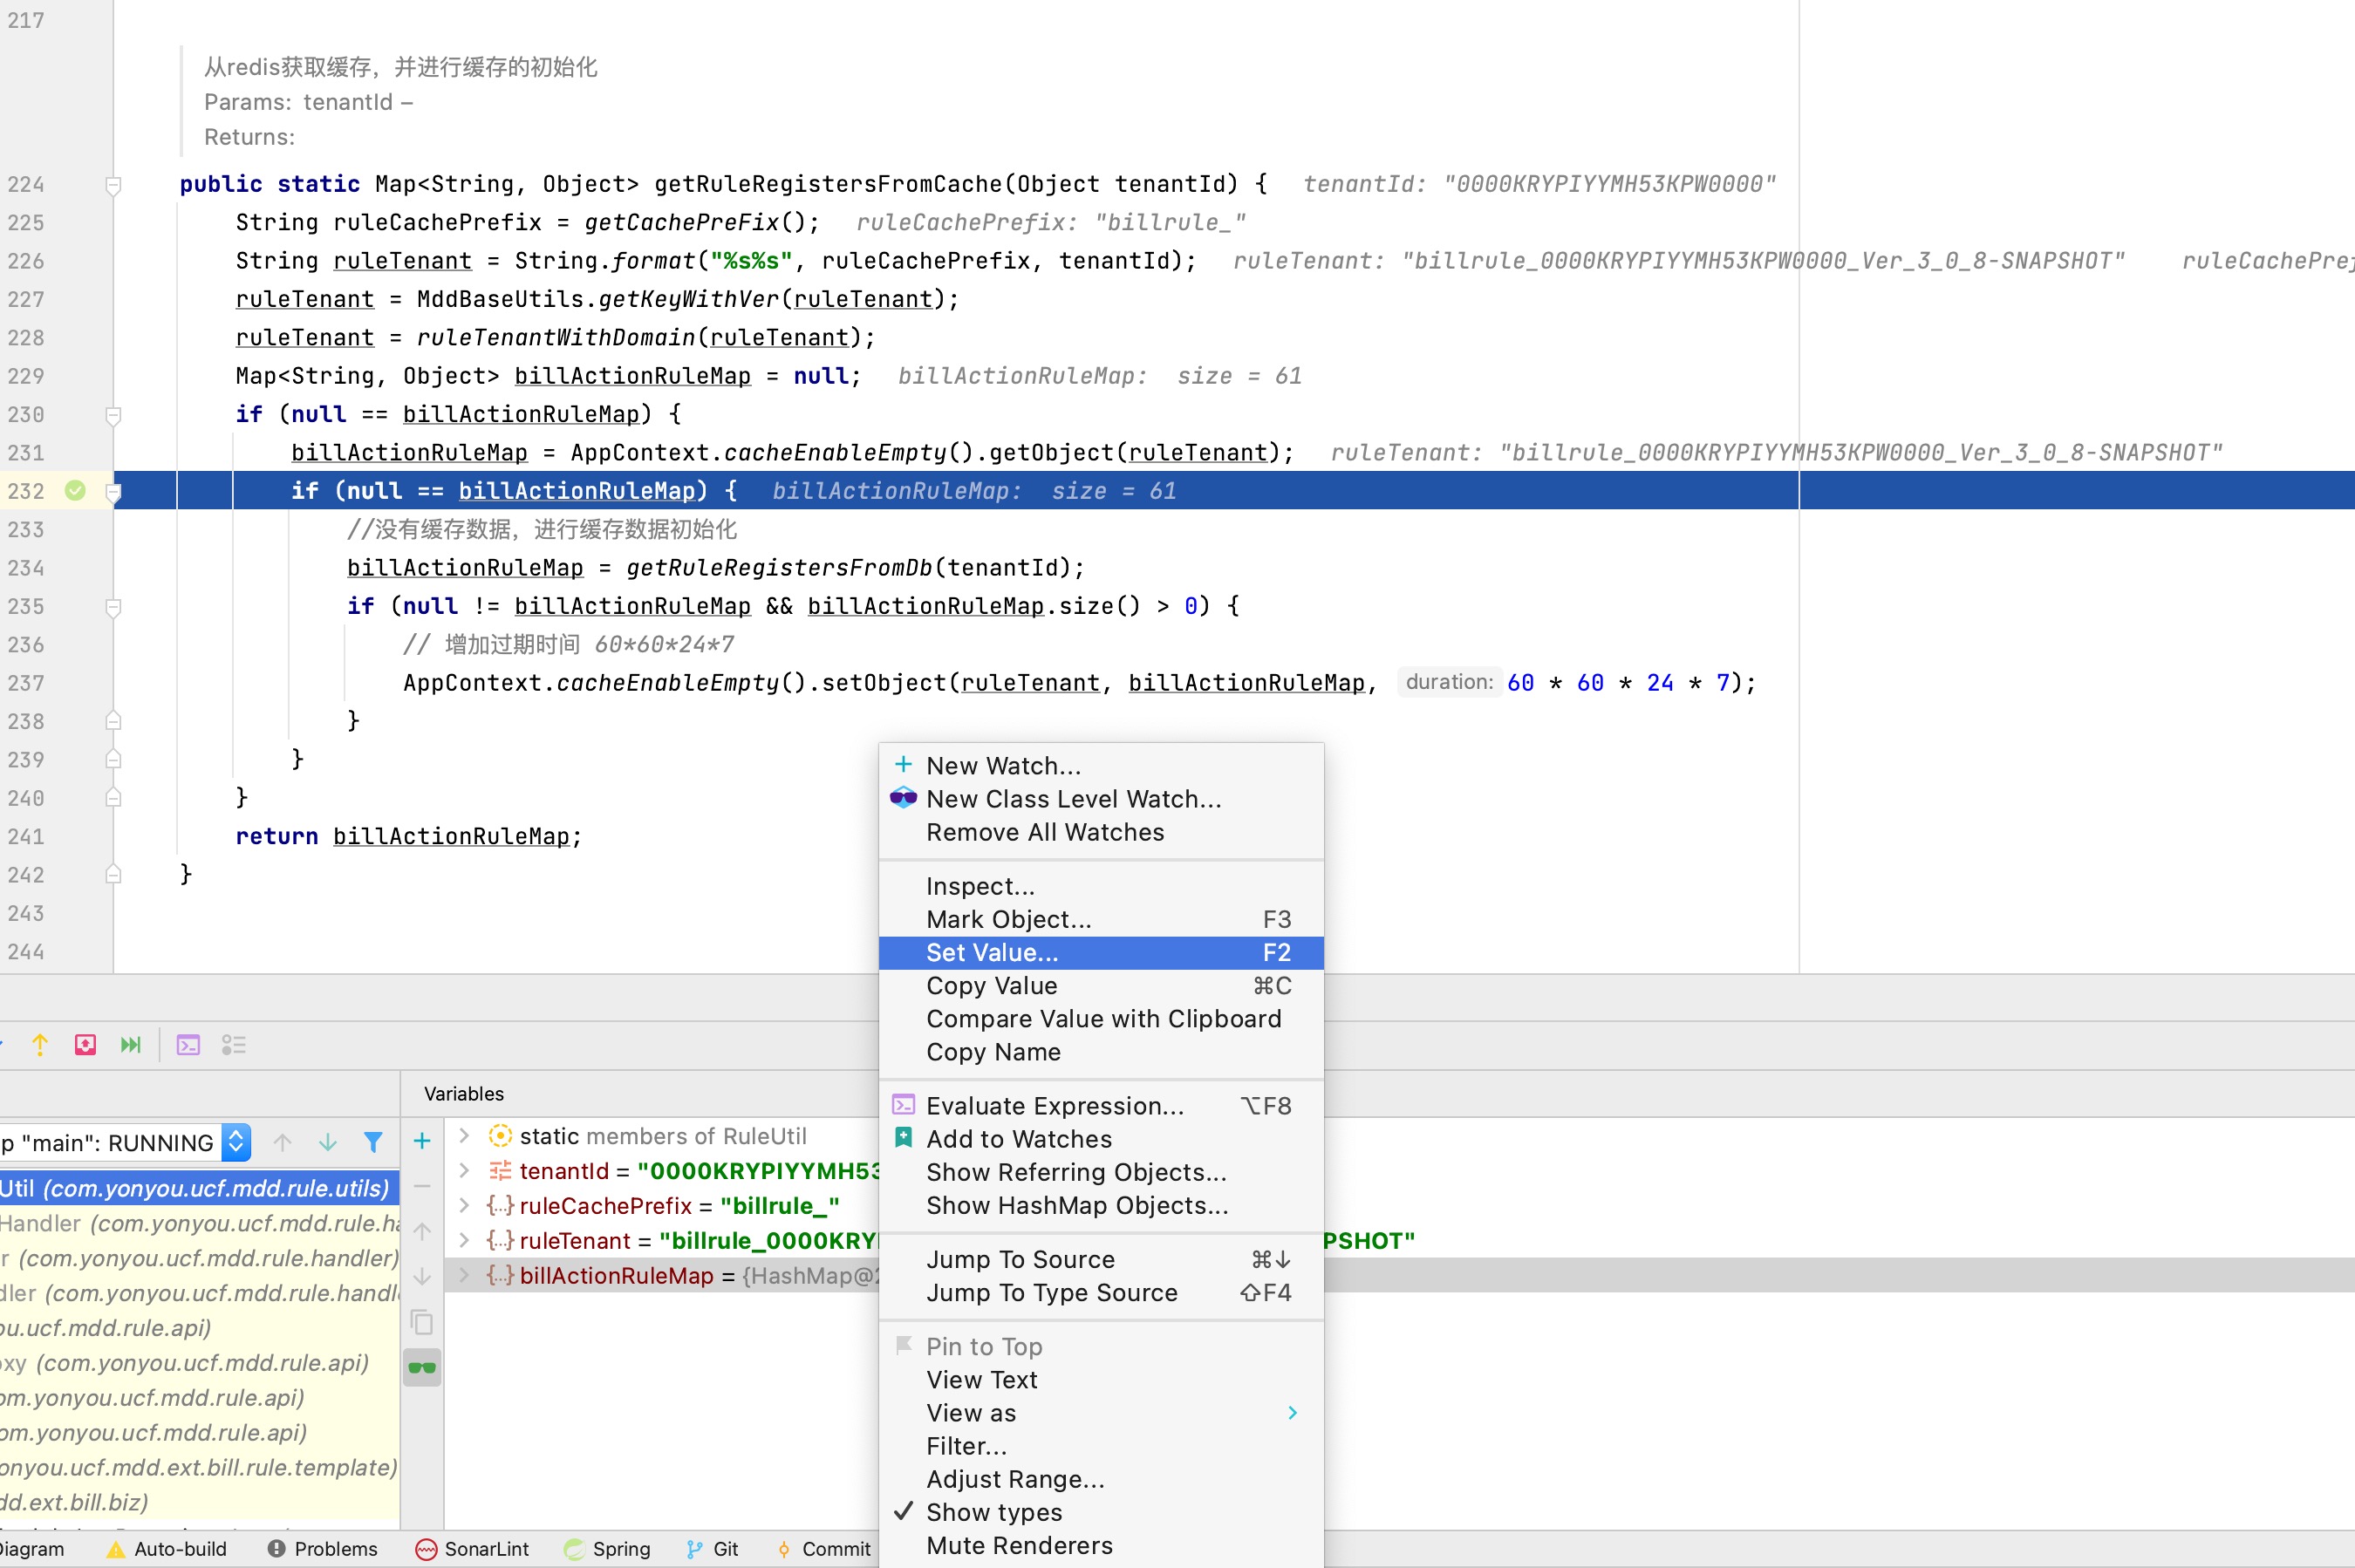 217
从redis获取缓存，并进行缓存的初始化
Params: tenantId –
Returns:
224 public static Map<String, Object> getRuleRegistersFromCache(Object tenantId) { tenantId: "0000KRYPIYYMH53KPW0000"
225 String ruleCachePrefix = getCachePreFix(); ruleCachePrefix: "billrule_"
226 String ruleTenant = String.format("%s%s", ruleCachePrefix, tenantId); ruleTenant: "billrule_0000KRYPIYYMH53KPW0000_Ver_3_0_8-SNAPSHOT" ruleCachePref
227 ruleTenant = MddBaseUtils.getKeyWithVer(ruleTenant);
228 ruleTenant = ruleTenantWithDomain(ruleTenant);
229 Map<String, Object> billActionRuleMap = null; billActionRuleMap: size = 61
230 if (null == billActionRuleMap) {
231 billActionRuleMap = AppContext.cacheEnableEmpty().getObject(ruleTenant); ruleTenant: "billrule_0000KRYPIYYMH53KPW0000_Ver_3_0_8-SNAPSHOT"
232 if (null == billActionRuleMap) { billActionRuleMap: size = 61
233 //没有缓存数据，进行缓存数据初始化
234 billActionRuleMap = getRuleRegistersFromDb(tenantId);
235 if (null != billActionRuleMap && billActionRuleMap.size() > 0) {
236 // 增加过期时间 60*60*24*7
237 AppContext.cacheEnableEmpty().setObject(ruleTenant, billActionRuleMap, duration: 60 * 60 * 24 * 7);
238 }
239 }
240 }
241 return billActionRuleMap;
242 }
243
244
New Watch...
New Class Level Watch...
Remove All Watches
Inspect...
Mark Object... F3
Set Value... F2
Copy Value ⌘C
Compare Value with Clipboard
Copy Name
Evaluate Expression... ⌥F8
Add to Watches
Show Referring Objects...
Show HashMap Objects...
Jump To Source ⌘↓
Jump To Type Source ⇧F4
Pin to Top
View Text
View as
Filter...
Adjust Range...
Show types
Mute Renderers
Variables
p "main": RUNNING
Util (com.yonyou.ucf.mdd.rule.utils)
Handler (com.yonyou.ucf.mdd.rule.ha
r (com.yonyou.ucf.mdd.rule.handler)
dler (com.yonyou.ucf.mdd.rule.handl
ou.ucf.mdd.rule.api)
oxy (com.yonyou.ucf.mdd.rule.api)
om.yonyou.ucf.mdd.rule.api)
om.yonyou.ucf.mdd.rule.api)
onyou.ucf.mdd.ext.bill.rule.template)
dd.ext.bill.biz)
static members of RuleUtil
tenantId = "0000KRYPIYYMH53
ruleCachePrefix = "billrule_"
ruleTenant = "billrule_0000KRY PSHOT"
billActionRuleMap = {HashMap@2
Diagram Auto-build Problems SonarLint Spring Git Commit